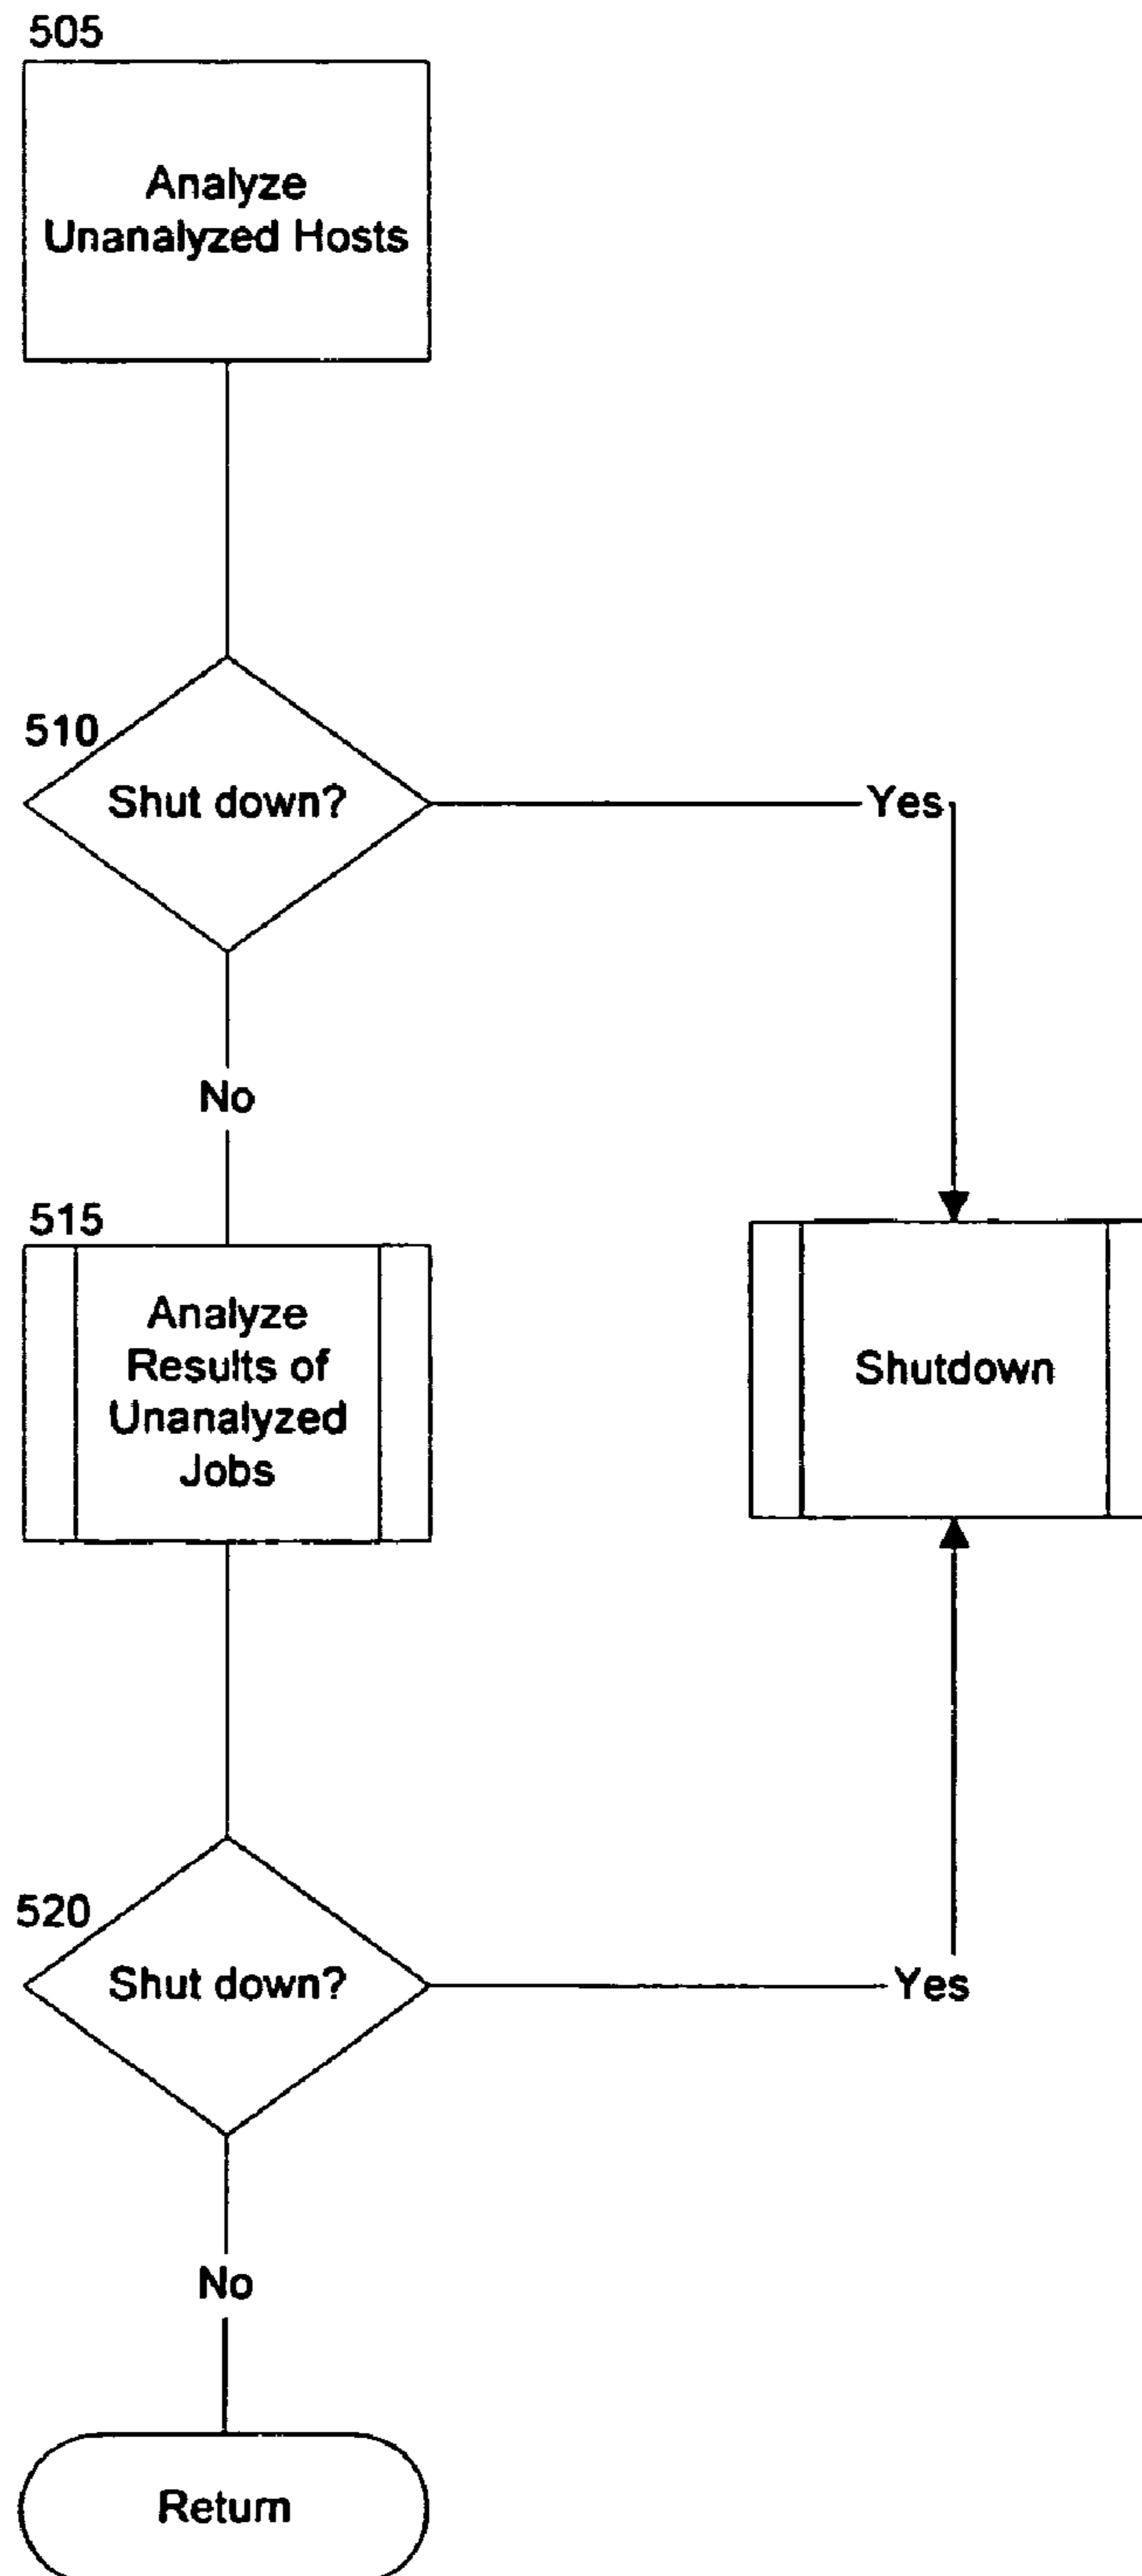 505
Analyze
Unanalyzed Hosts
510
Shut down?
Yes
No
515
Analyze
Results of
Unanalyzed
Jobs
Shutdown
520
Shut down?
Yes
No
Return